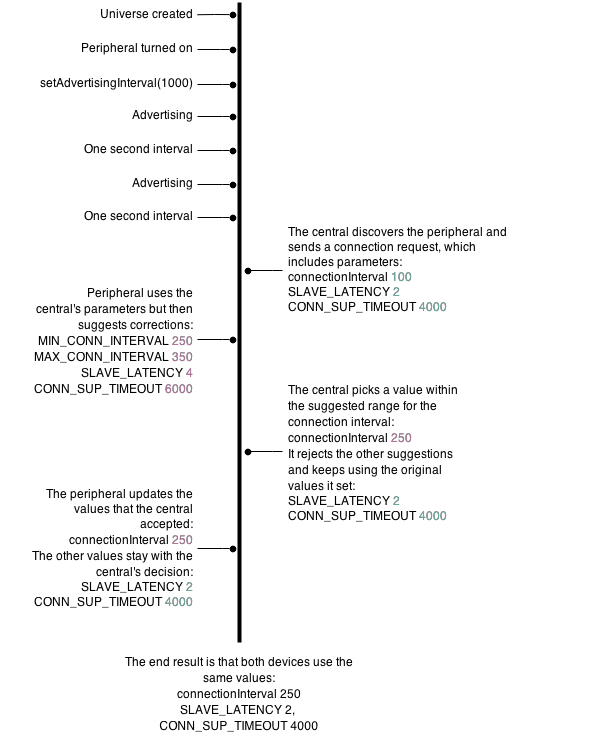 Universe created
Peripheral turned on
setAdvertisingInterval(1000)
Advertising
One second interval
Advertising
One second interval
The central discovers the peripheral and
sends a connection request, which
includes parameters:
connectionInterval 100
SLAVE_LATENCY 2
CONN_SUP_TIMEOUT 4000
Peripheral uses the
central's parameters but then
suggests corrections:
MIN_CONN_INTERVAL 250
MAX_CONN_INTERVAL 350
SLAVE_LATENCY 4
CONN_SUP_TIMEOUT 6000
The central picks a value within
the suggested range for the
connection interval:
connectionInterval 250
It rejects the other suggestions
and keeps using the original
values it set:
SLAVE_LATENCY 2
CONN_SUP_TIMEOUT 4000
The peripheral updates the
values that the central
accepted:
connectionInterval 250
The other values stay with the
central's decision:
SLAVE_LATENCY 2
CONN_SUP_TIMEOUT 4000
The end result is that both devices use the
same values:
connectionInterval 250
SLAVE_LATENCY 2,
CONN_SUP_TIMEOUT 4000